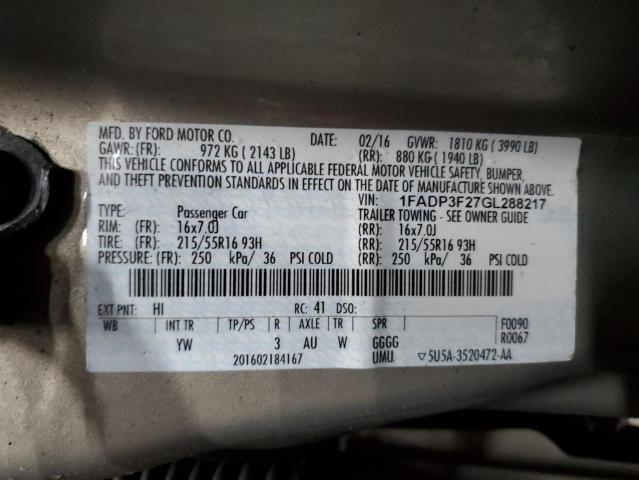 MFD. BY FORD MOTOR CO. DATE: 02/16 GVWR: 1810 KG ( 3990 LB)
GAWR: (FR): 972 KG ( 2143 LB) (RR): 880 KG ( 1940 LB)
THIS VEHICLE CONFORMS TO ALL APPLICABLE FEDERAL MOTOR VEHICLE SAFETY, BUMPER,
AND THEFT PREVENTION STANDARDS IN EFFECT ON THE DATE OF MANUFACTURE SHOWN ABOVE.
VIN: 1FADP3F27GL288217
TYPE: Passenger Car TRAILER TOWING - SEE OWNER GUIDE
RIM: (FR): 16x7.0J (RR): 16x7.0J
TIRE: (FR): 215/55R16 93H (RR): 215/55R16 93H
PRESSURE: (FR): 250 kPa/ 36 PSI COLD (RR): 250 kPa/ 36 PSI COLD
EXT PNT: HI RC: 41 DSO:
WB INT TR TP/PS R AXLE TR SPR F0090
YW 3 AU W GGGG R0067
201602184167 UMU ▽5U5A-3520472-AA